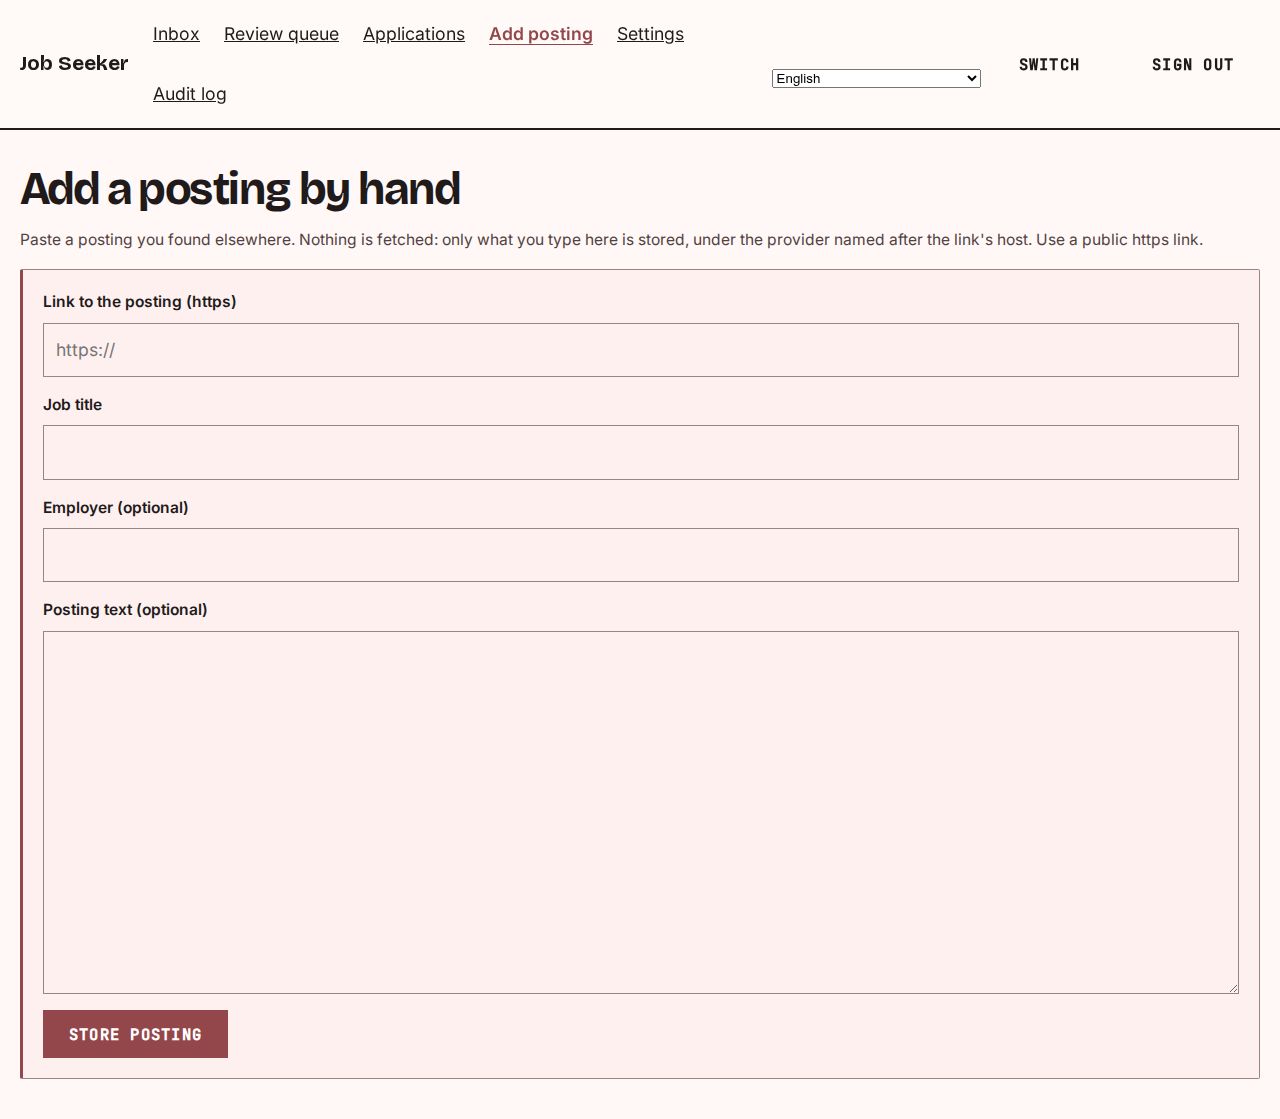 Job Seeker
Inbox Review queue Applications Add posting Settings
Audit log
English
SWITCH
SIGN OUT
Add a posting by hand
Paste a posting you found elsewhere. Nothing is fetched: only what you type here is stored, under the provider named after the link's host. Use a public https link.
Link to the posting (https)
https://
Job title
Employer (optional)
Posting text (optional)
STORE POSTING